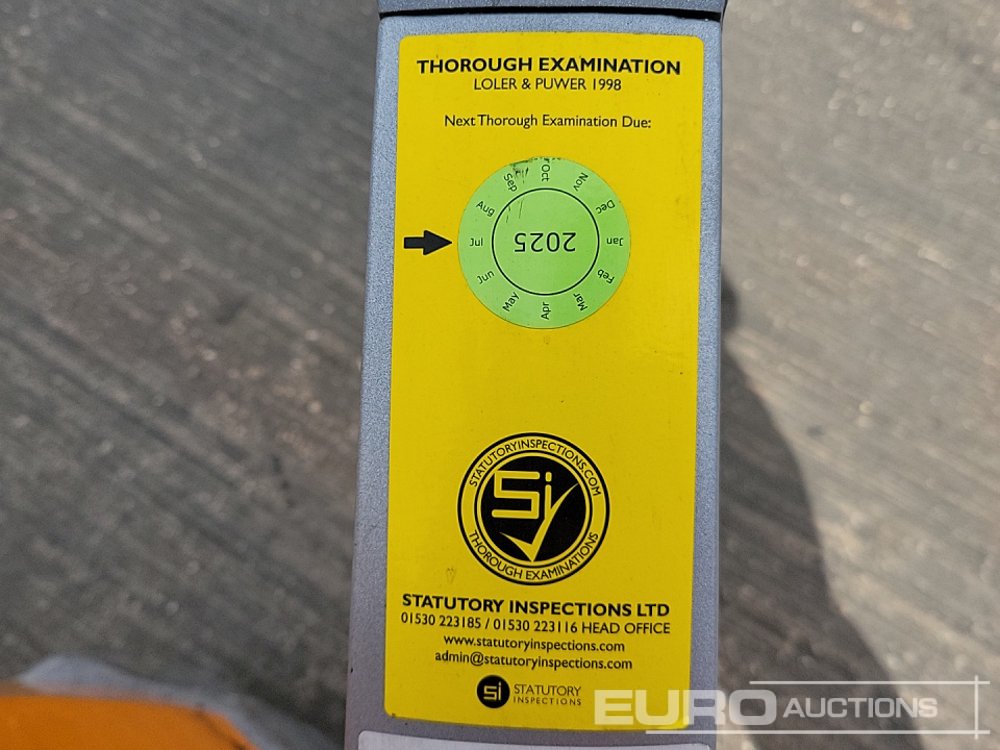 THOROUGH EXAMINATION
LOLER & PUWER 1998
Next Thorough Examination Due:
Jan
Feb
Mar
Apr
May
Jun
Jul
Aug
Sep
Oct
Nov
Dec
2025
STATUTORYINSPECTIONS.COM
Si
THOROUGH EXAMINATIONS
STATUTORY INSPECTIONS LTD
01530 223185 / 01530 223116 HEAD OFFICE
www.statutoryinspections.com
admin@statutoryinspections.com
Si STATUTORY
INSPECTIONS
EURO AUCTIONS